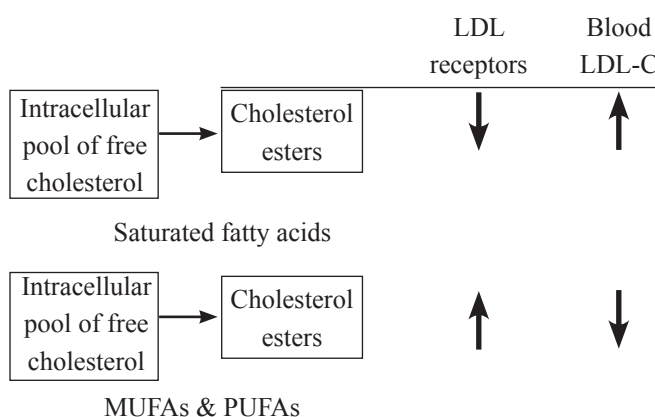 LDL
receptors
Blood
LDL-C
Intracellular
pool of free
cholesterol
Cholesterol
esters
Saturated fatty acids
Intracellular
pool of free
cholesterol
Cholesterol
esters
MUFAs & PUFAs